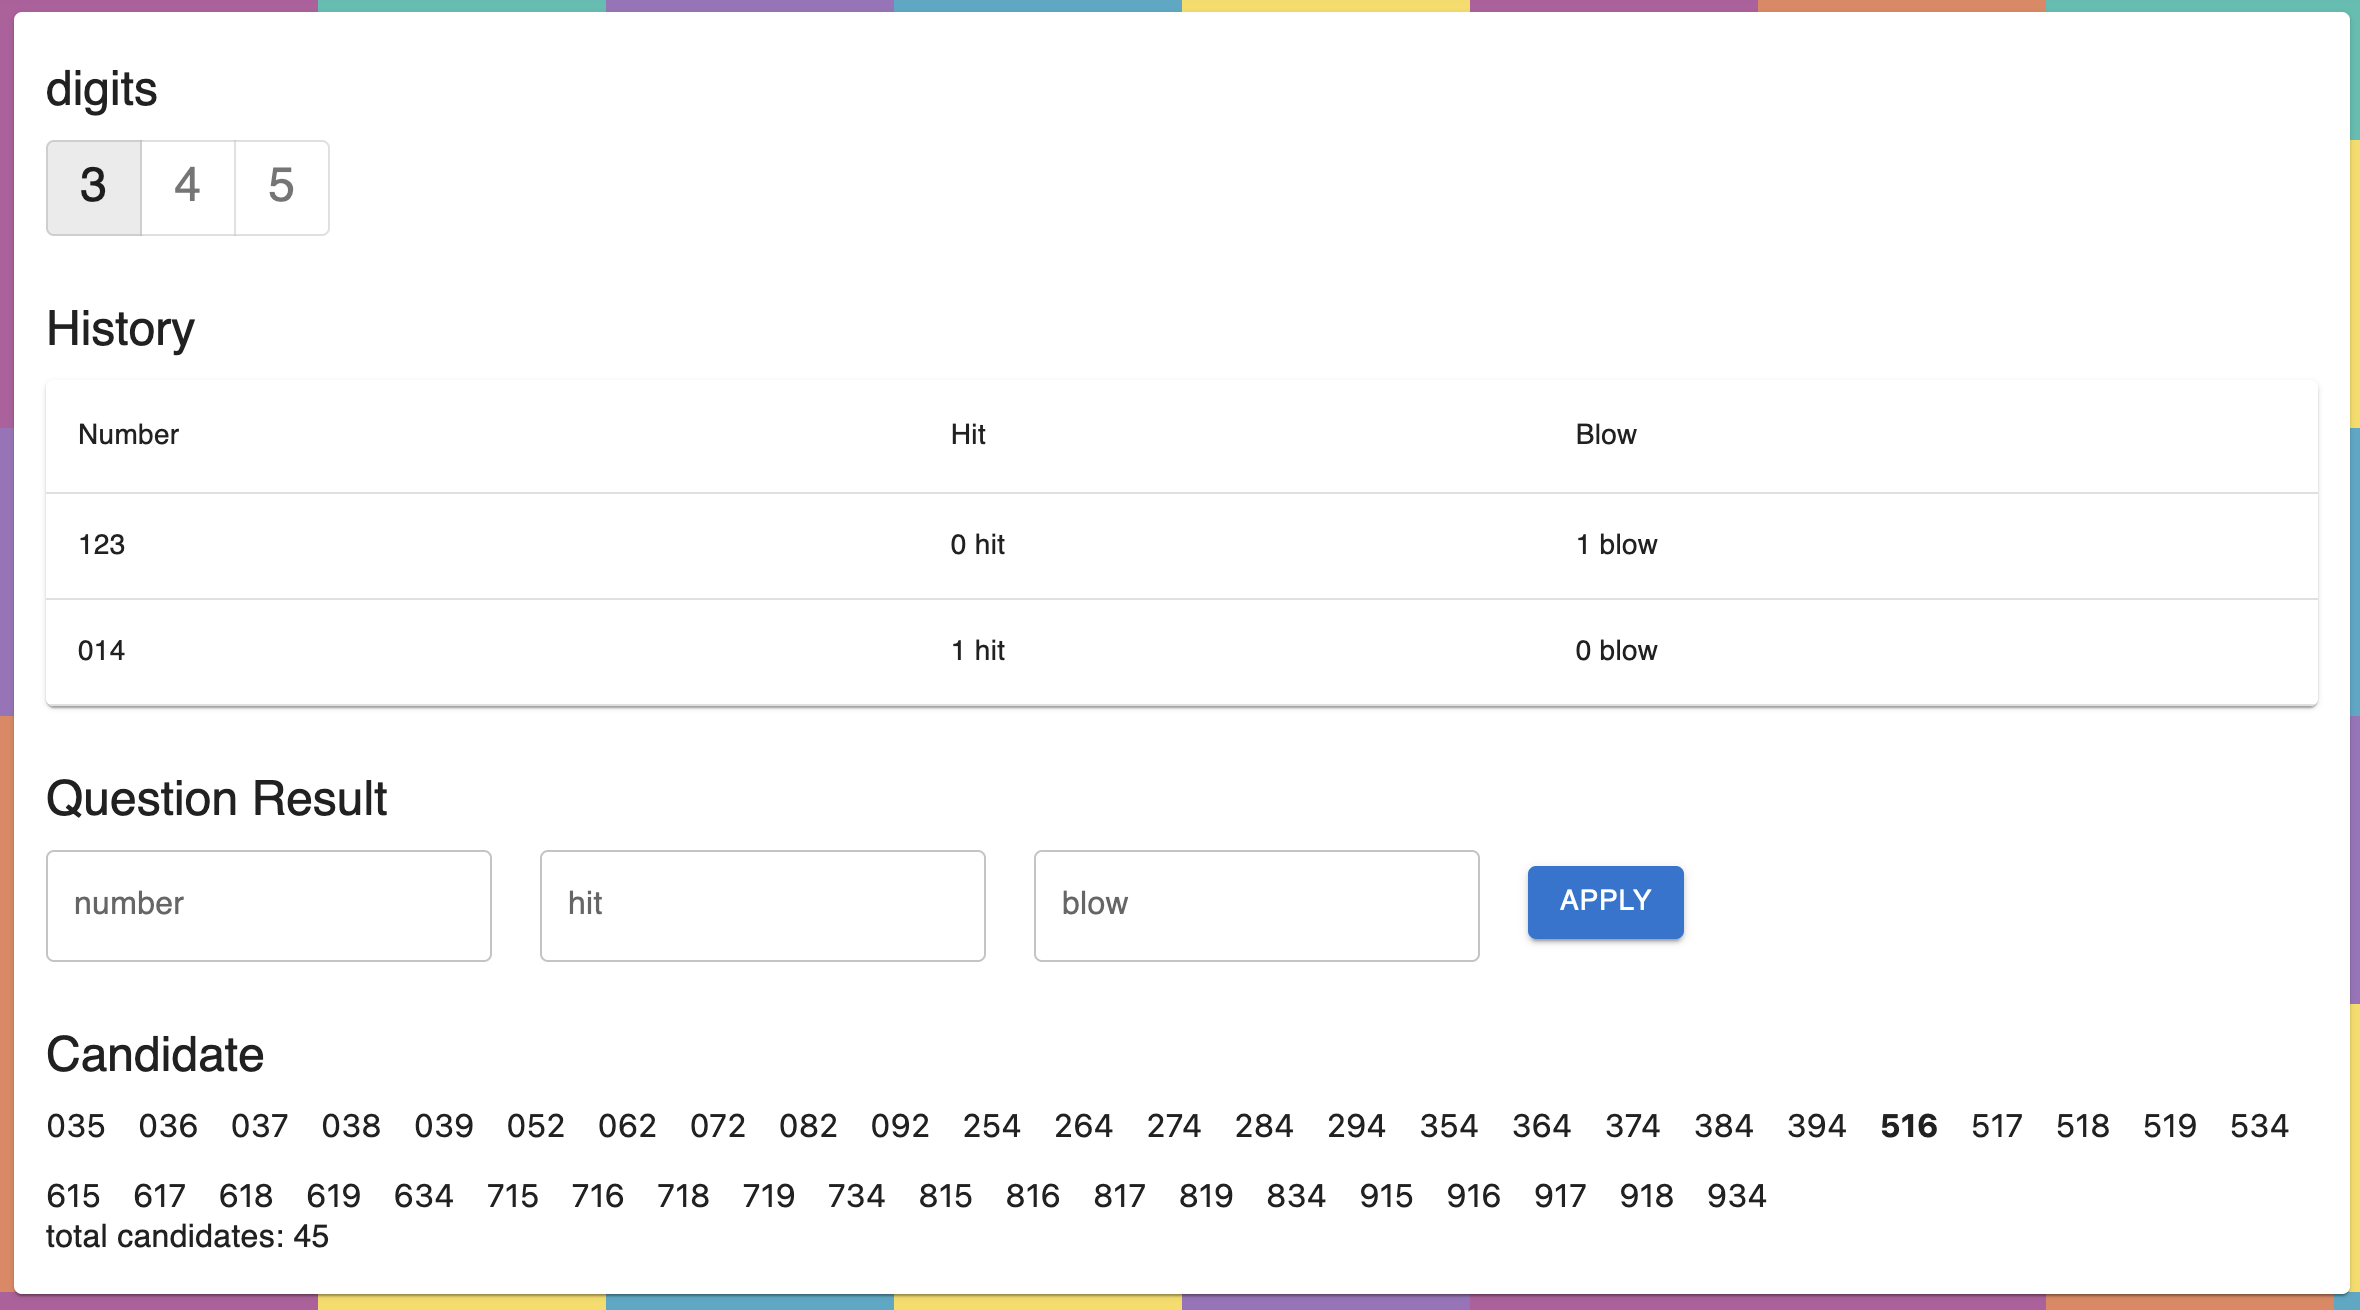 digits
3 4 5
History
Number Hit Blow
123 0 hit 1 blow
014 1 hit 0 blow
Question Result
number hit blow APPLY
Candidate
035 036 037 038 039 052 062 072 082 092 254 264 274 284 294 354 364 374 384 394 516 517 518 519 534
615 617 618 619 634 715 716 718 719 734 815 816 817 819 834 915 916 917 918 934
total candidates: 45